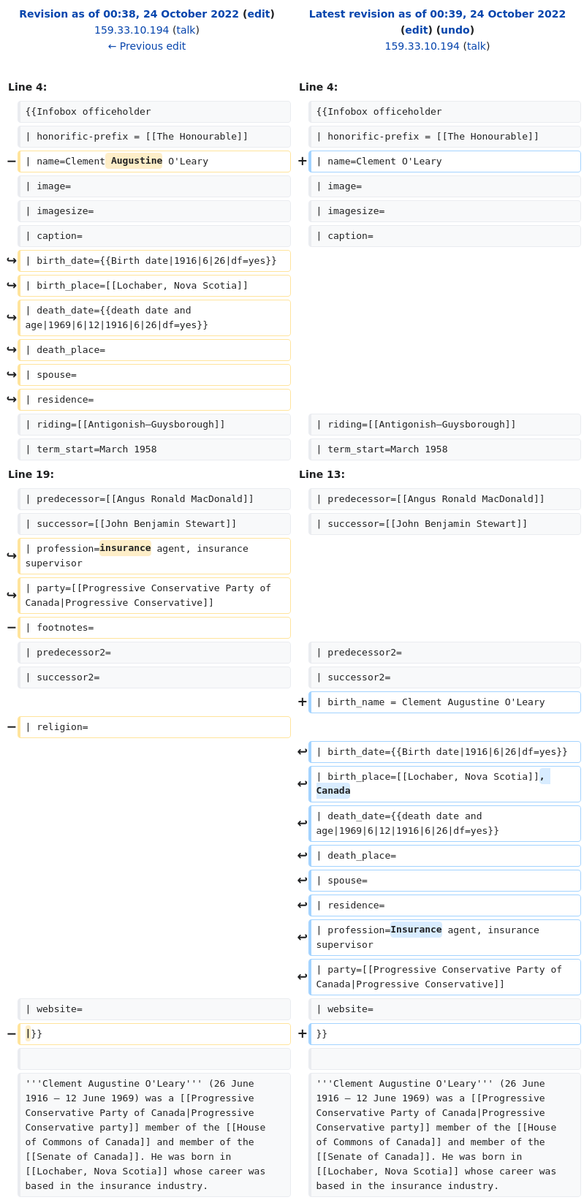 Revision as of 00:38, 24 October 2022 (edit)
159.33.10.194 (talk)
← Previous edit
Latest revision as of 00:39, 24 October 2022
(edit) (undo)
159.33.10.194 (talk)
Line 4:
Line 4:
{{Infobox officeholder
{{Infobox officeholder
| honorific-prefix = [[The Honourable]]
| honorific-prefix = [[The Honourable]]
− | name=Clement Augustine O'Leary
+ | name=Clement O'Leary
| image=
| image=
| imagesize=
| imagesize=
| caption=
| caption=
↪ | birth_date={{Birth date|1916|6|26|df=yes}}
↪ | birth_place=[[Lochaber, Nova Scotia]]
↪ | death_date={{death date and
age|1969|6|12|1916|6|26|df=yes}}
↪ | death_place=
↪ | spouse=
↪ | residence=
| riding=[[Antigonish—Guysborough]]
| riding=[[Antigonish—Guysborough]]
| term_start=March 1958
| term_start=March 1958
Line 19:
Line 13:
| predecessor=[[Angus Ronald MacDonald]]
| predecessor=[[Angus Ronald MacDonald]]
| successor=[[John Benjamin Stewart]]
| successor=[[John Benjamin Stewart]]
↪ | profession=insurance agent, insurance
supervisor
↪ | party=[[Progressive Conservative Party of
Canada|Progressive Conservative]]
− | footnotes=
| predecessor2=
| predecessor2=
| successor2=
| successor2=
+ | birth_name = Clement Augustine O'Leary
− | religion=
↩ | birth_date={{Birth date|1916|6|26|df=yes}}
↩ | birth_place=[[Lochaber, Nova Scotia]],
Canada
↩ | death_date={{death date and
age|1969|6|12|1916|6|26|df=yes}}
↩ | death_place=
↩ | spouse=
↩ | residence=
↩ | profession=Insurance agent, insurance
supervisor
↩ | party=[[Progressive Conservative Party of
Canada|Progressive Conservative]]
| website=
| website=
− |}}
+ }}
'''Clement Augustine O'Leary''' (26 June
1916 – 12 June 1969) was a [[Progressive
Conservative Party of Canada|Progressive
Conservative party]] member of the [[House
of Commons of Canada]] and member of the
[[Senate of Canada]]. He was born in
[[Lochaber, Nova Scotia]] whose career was
based in the insurance industry.
'''Clement Augustine O'Leary''' (26 June
1916 – 12 June 1969) was a [[Progressive
Conservative Party of Canada|Progressive
Conservative party]] member of the [[House
of Commons of Canada]] and member of the
[[Senate of Canada]]. He was born in
[[Lochaber, Nova Scotia]] whose career was
based in the insurance industry.